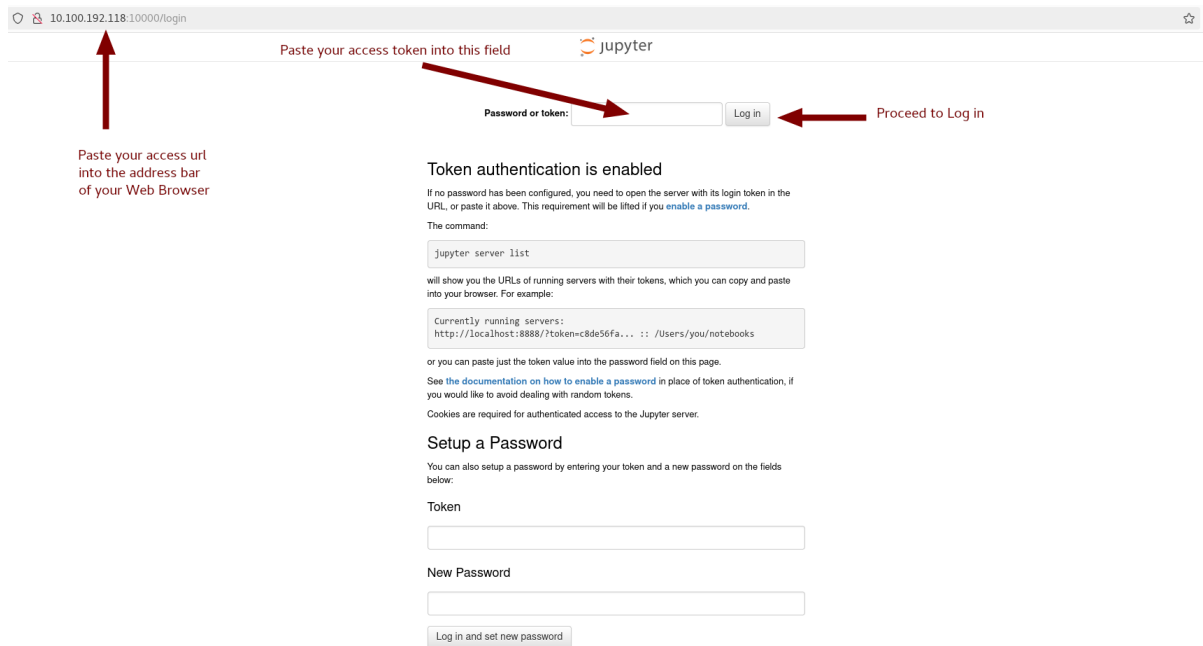 10.100.192.118:10000/login
Paste your access token into this field
jupyter
Password or token:
Log in
Proceed to Log in
Paste your access url
into the address bar
of your Web Browser
Token authentication is enabled
If no password has been configured, you need to open the server with its login token in the
URL, or paste it above. This requirement will be lifted if you enable a password.
The command:
jupyter server list
will show you the URLs of running servers with their tokens, which you can copy and paste
into your browser. For example:
Currently running servers:
http://localhost:8888/?token=c8de56fa... :: /Users/you/notebooks
or you can paste just the token value into the password field on this page.
See the documentation on how to enable a password in place of token authentication, if
you would like to avoid dealing with random tokens.
Cookies are required for authenticated access to the Jupyter server.
Setup a Password
You can also setup a password by entering your token and a new password on the fields
below:
Token
New Password
Log in and set new password